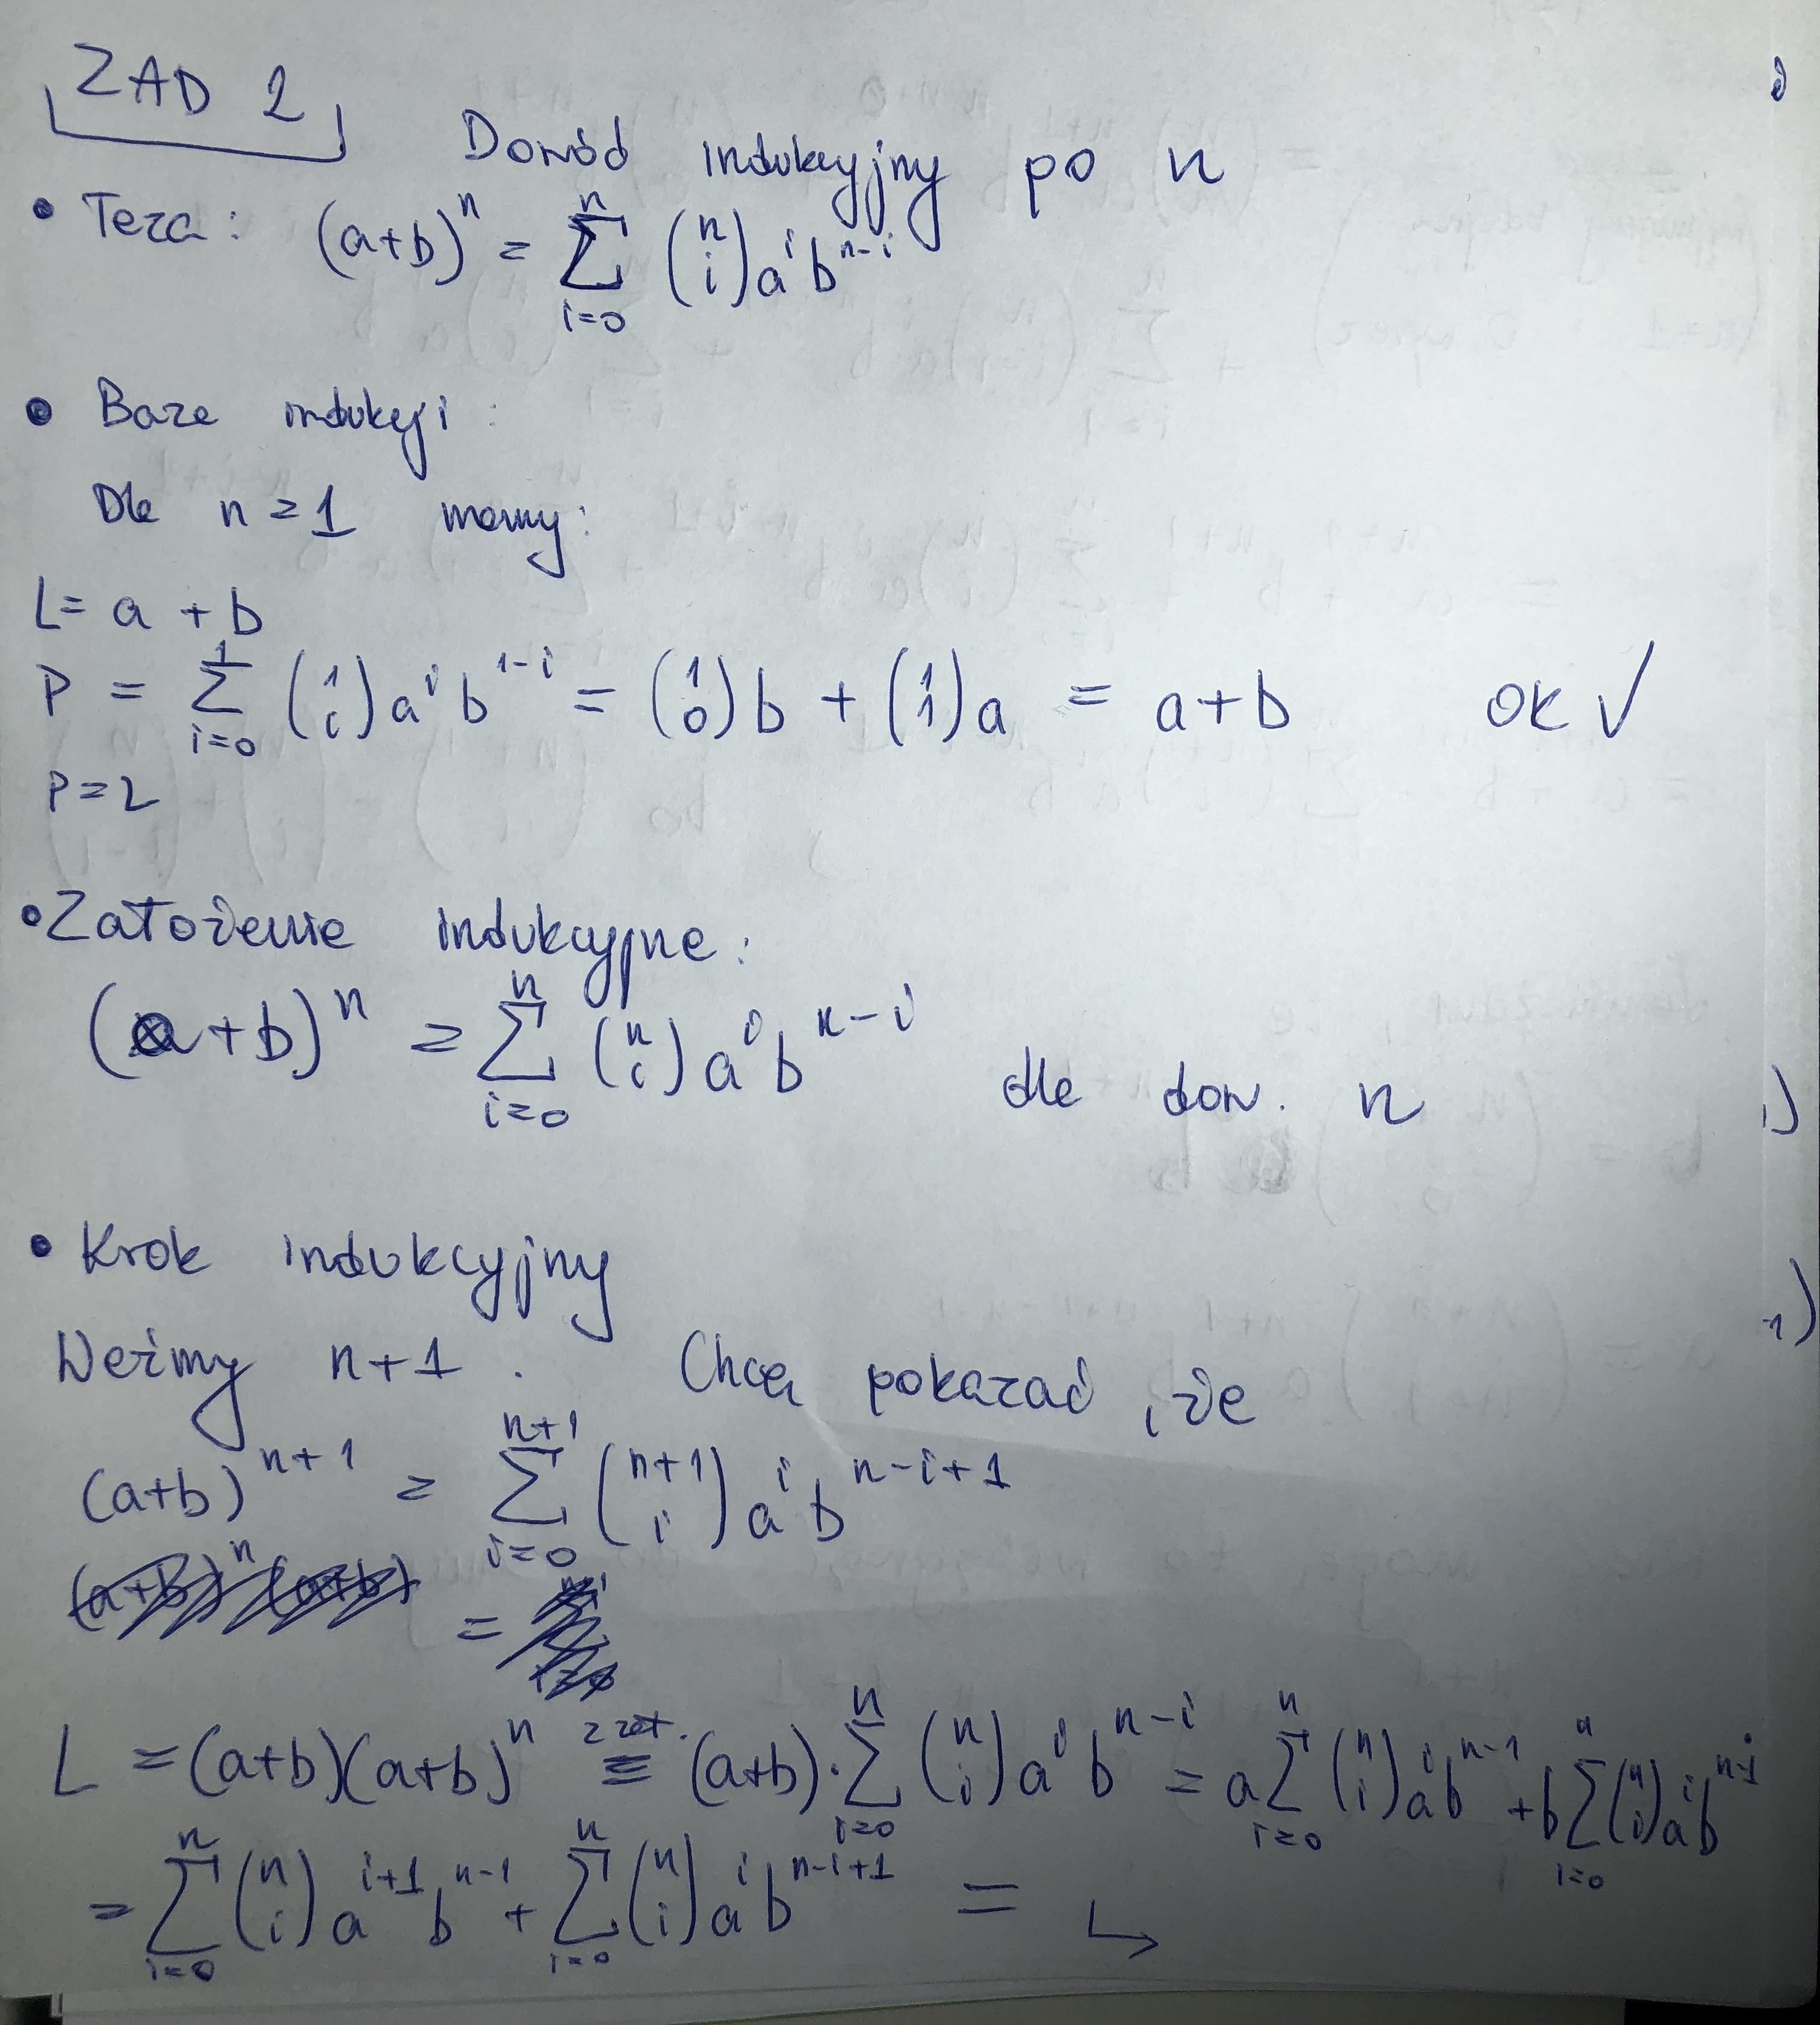 ZAD 2
Dowód indukcyjny po n
• Teza: (a+b)^n = \sum_{i=0}^{n} \binom{n}{i} a^i b^{n-i}
• Baza indukcji:
Dla n=1 mamy:
L= a + b
P = \sum_{i=0}^{1} \binom{1}{i} a^i b^{1-i} = \binom{1}{0} b + \binom{1}{1} a = a+b OK ✓
P=L
• Założenie indukcyjne:
(a+b)^n = \sum_{i=0}^{n} \binom{n}{i} a^i b^{n-i} dla dow. n
• Krok indukcyjny
Weźmy n+1. Chcę pokazać, że
(a+b)^{n+1} = \sum_{i=0}^{n+1} \binom{n+1}{i} a^i b^{n-i+1}
=
L = (a+b)(a+b)^n \overset{z zał.}{=} (a+b) \cdot \sum_{i=0}^{n} \binom{n}{i} a^i b^{n-i} = a \sum_{i=0}^{n} \binom{n}{i} a^i b^{n-1} + b \sum_{i=0}^{n} \binom{n}{i} a^i b^{n-i}
= \sum_{i=0}^{n} \binom{n}{i} a^{i+1} b^{n-1} + \sum_{i=0}^{n} \binom{n}{i} a^i b^{n-i+1} = ↳